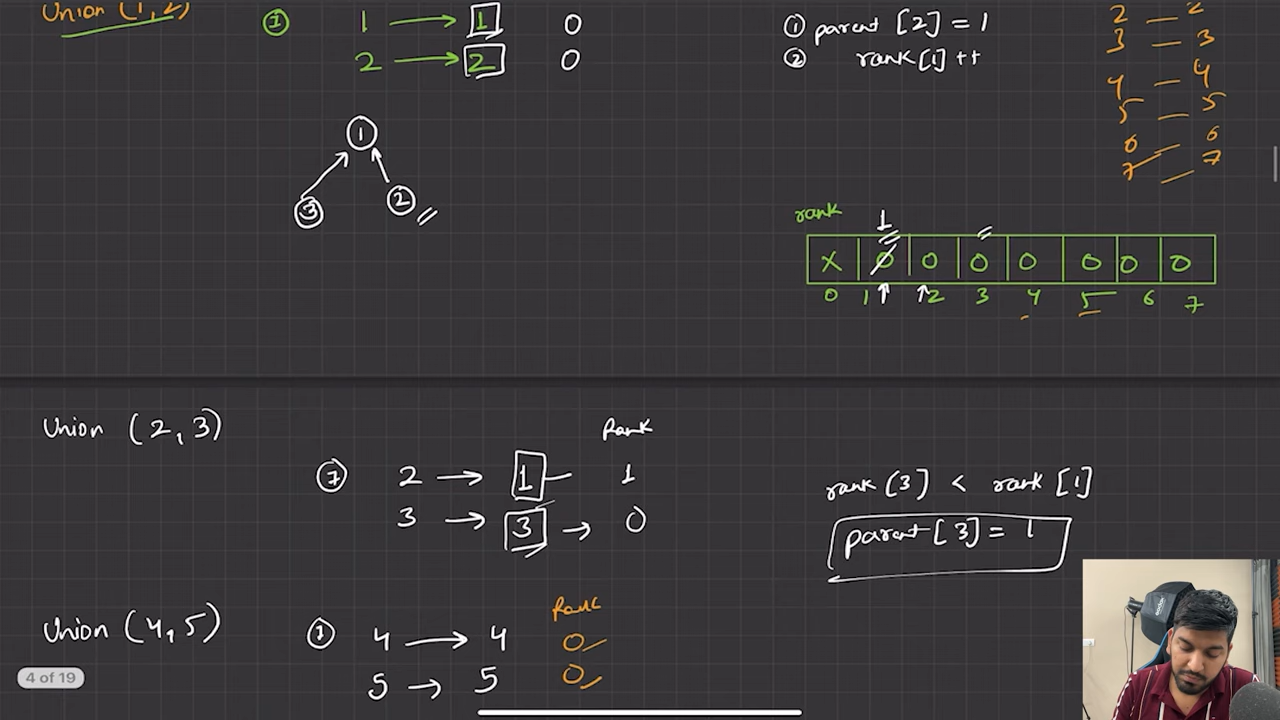 Union (1,2)
① 1 → 1 0
2 → 2 0
① parent [2] = 1
② rank[1] ++
2 — 2
3 — 3
4 — 4
5 — 5
6 — 6
7 — 7
1
3 2
rank 1
X 0 0 0 0 0 0 0
0 1 2 3 4 5 6 7
Union (2,3)
Rank
① 2 → 1 — 1
3 → 3 → 0
rank [3] < rank [1]
parent[3] = 1
Union (4,5)
Rank
① 4 → 4 0
5 → 5 0
4 of 19